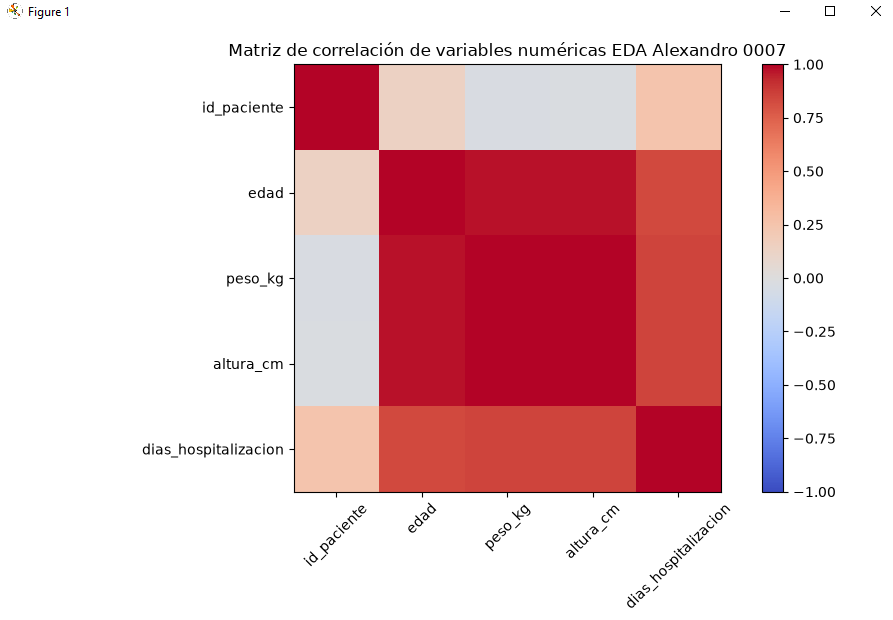 Figure 1
Matriz de correlación de variables numéricas EDA Alexandro 0007
id_paciente
edad
peso_kg
altura_cm
dias_hospitalizacion
id_paciente
edad
peso_kg
altura_cm
dias_hospitalizacion
1.00
0.75
0.50
0.25
0.00
−0.25
−0.50
−0.75
−1.00